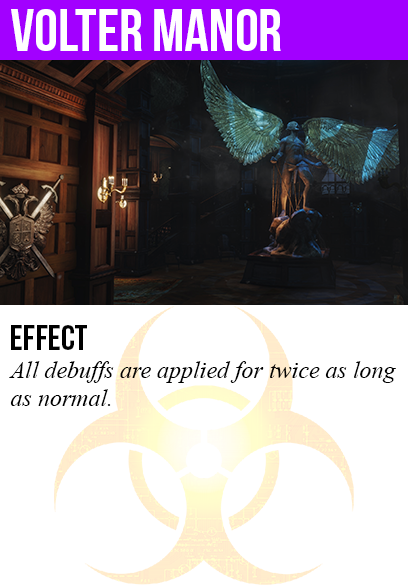 VOLTER MANOR
EFFECT
All debuffs are applied for twice as long
as normal.